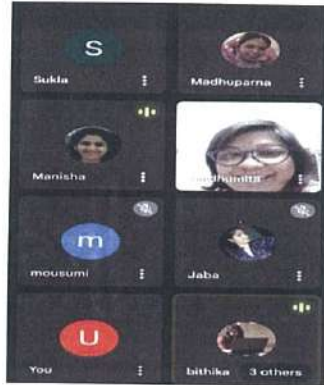 S
Sukla
Madhuparna
Manisha
m
mousumi
Jaba
U
You
bithika 3 others